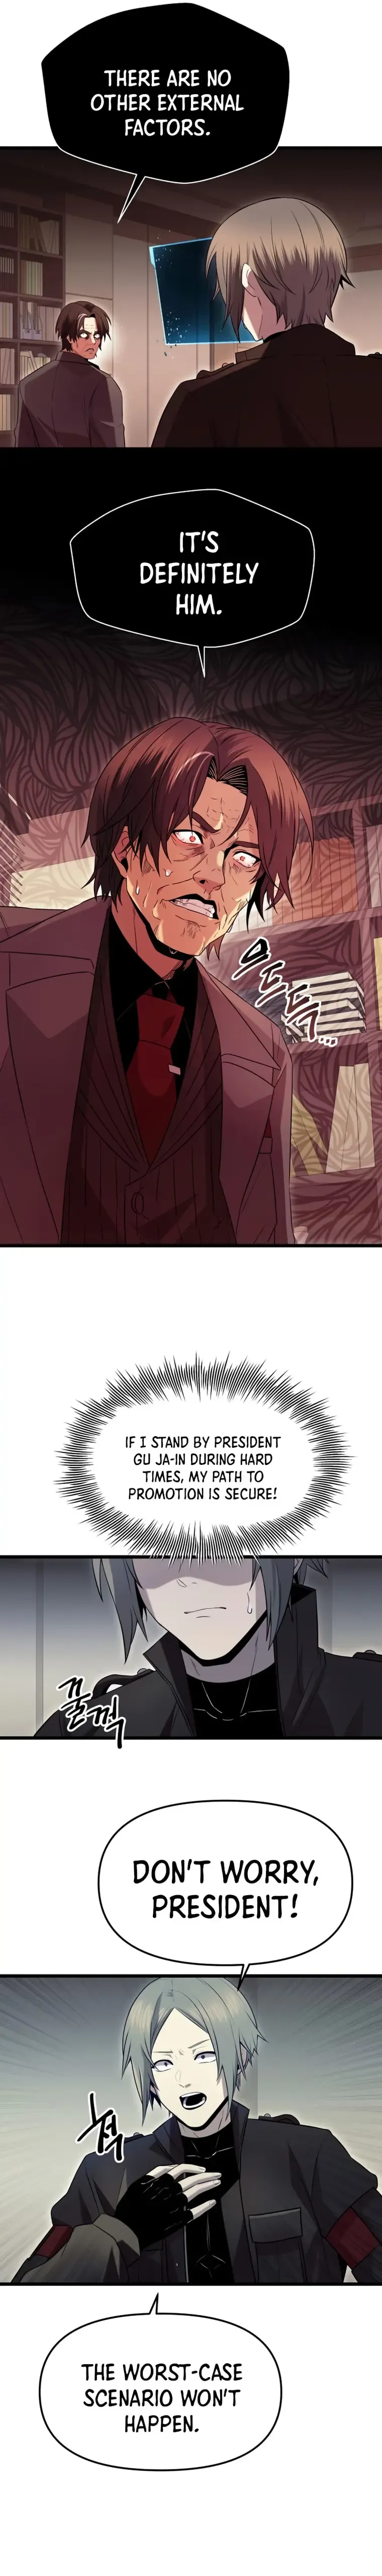 THERE ARE NO
OTHER EXTERNAL
FACTORS.
IT'S
DEFINITELY
HIM.
으드득...
IF I STAND BY PRESIDENT
GU JA-IN DURING HARD
TIMES, MY PATH TO
PROMOTION IS SECURE!
꿀꺽
DON'T WORRY,
PRESIDENT!
척
THE WORST-CASE
SCENARIO WON'T
HAPPEN.